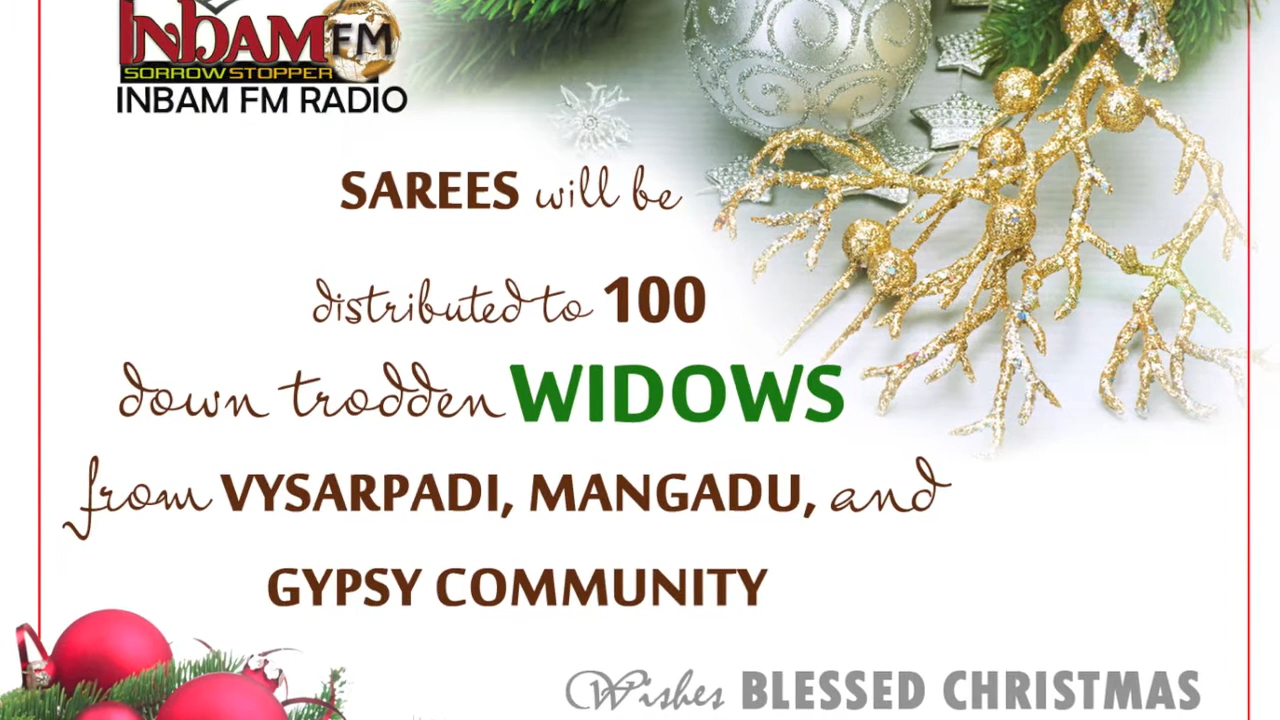 INBAM FM
SORROW STOPPER
INBAM FM RADIO
SAREES will be
distributed to 100
down trodden WIDOWS
from VYSARPADI, MANGADU, and
GYPSY COMMUNITY
Wishes BLESSED CHRISTMAS